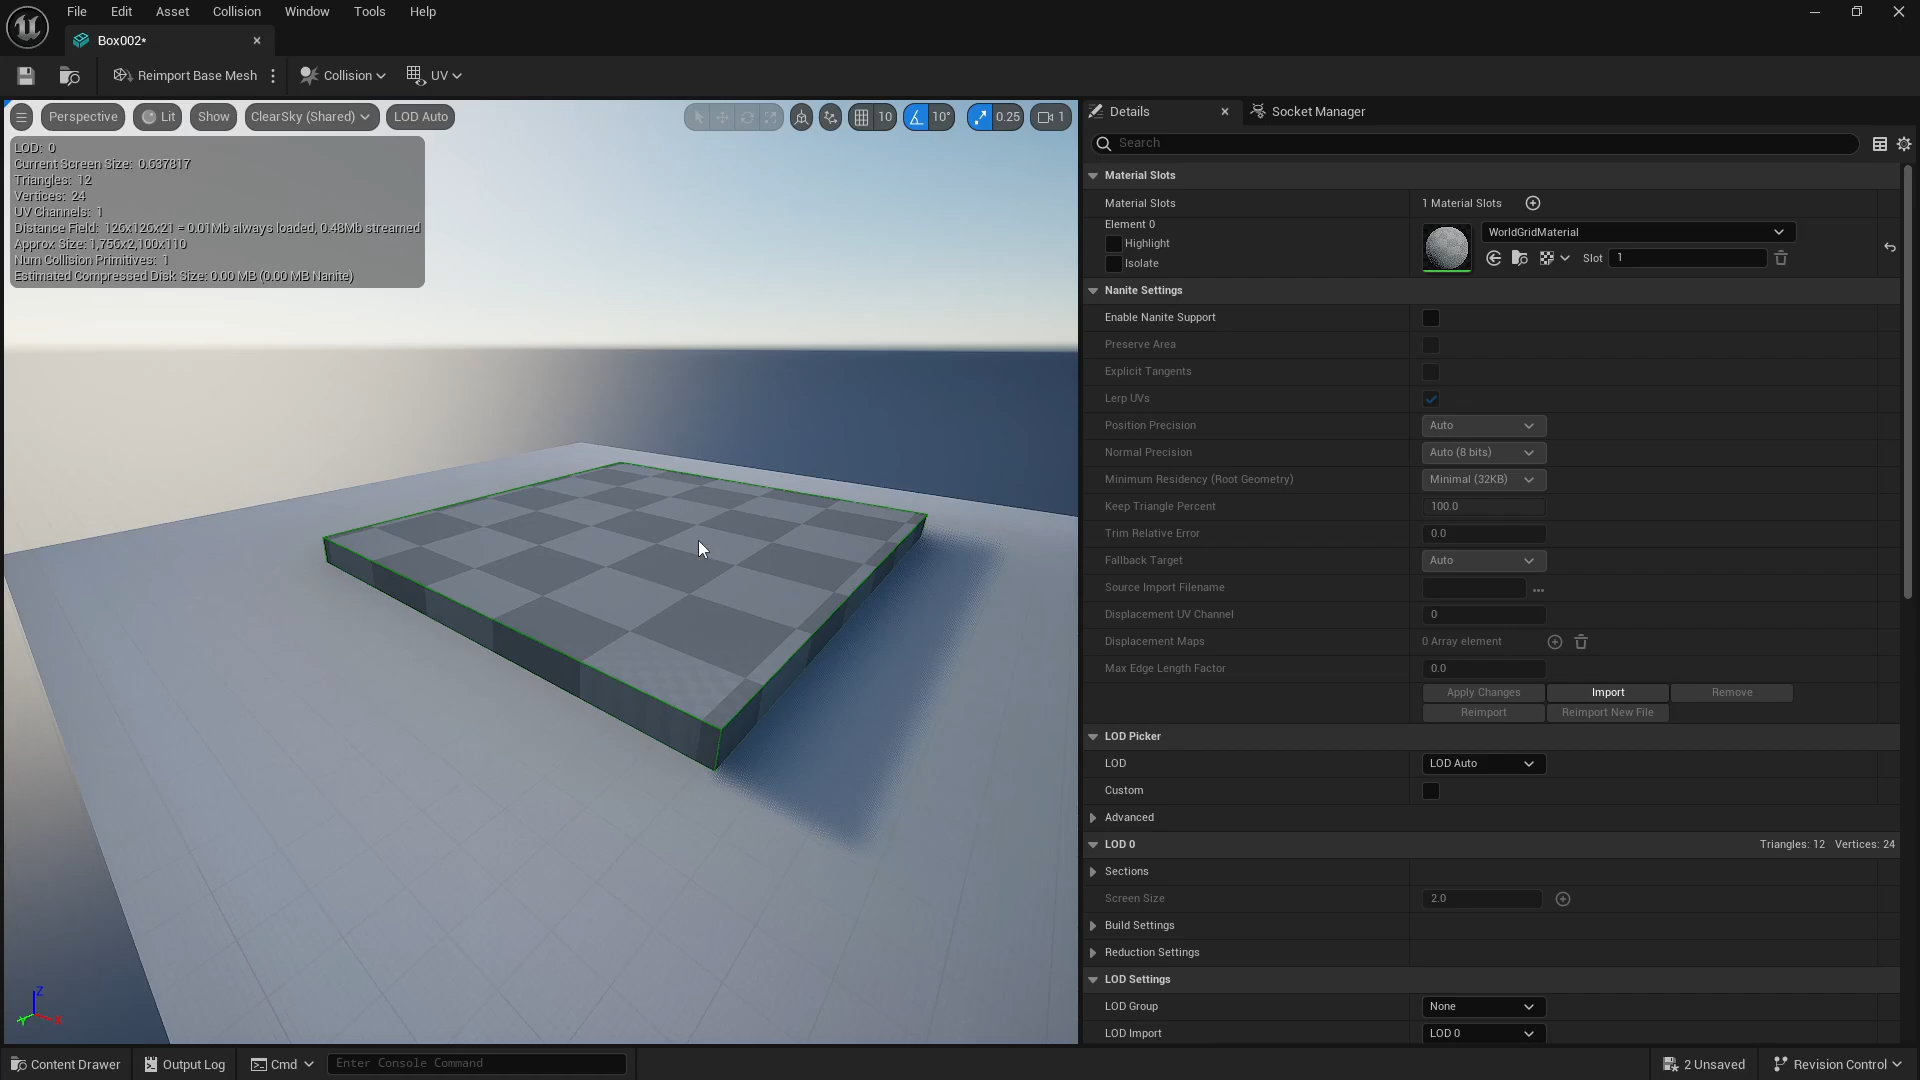 File Edit Asset Collision Window Tools Help
Box002*
Reimport Base Mesh Collision UV
Perspective Lit Show ClearSky (Shared) LOD Auto 10 10° 0.25 1
LOD: 0
Current Screen Size: 0.637817
Triangles: 12
Vertices: 24
UV Channels: 1
Distance Field: 126x126x21 = 0.01Mb always loaded, 0.48Mb streamed
Approx Size: 1,756x2,100x110
Num Collision Primitives: 1
Estimated Compressed Disk Size: 0.00 MB (0.00 MB Nanite)
Z
Y
X
Details Socket Manager
Search
Material Slots
Material Slots 1 Material Slots
Element 0
Highlight
Isolate
WorldGridMaterial
Slot 1
Nanite Settings
Enable Nanite Support
Preserve Area
Explicit Tangents
Lerp UVs
Position Precision Auto
Normal Precision Auto (8 bits)
Minimum Residency (Root Geometry) Minimal (32KB)
Keep Triangle Percent 100.0
Trim Relative Error 0.0
Fallback Target Auto
Source Import Filename
Displacement UV Channel 0
Displacement Maps 0 Array element
Max Edge Length Factor 0.0
Apply Changes Import Remove
Reimport Reimport New File
LOD Picker
LOD LOD Auto
Custom
Advanced
LOD 0 Triangles: 12 Vertices: 24
Sections
Screen Size 2.0
Build Settings
Reduction Settings
LOD Settings
LOD Group None
LOD Import LOD 0
Content Drawer Output Log Cmd Enter Console Command 2 Unsaved Revision Control